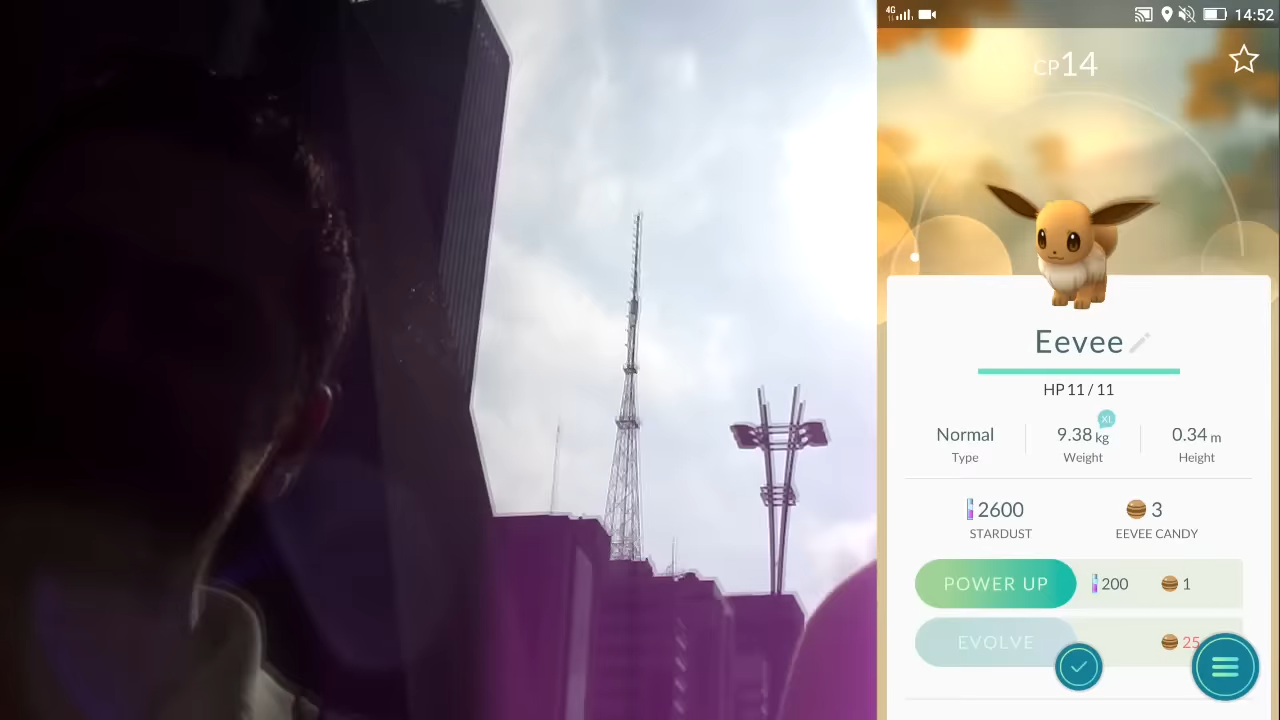 4G
14:52
CP14
Eevee
HP 11 / 11
XL
Normal
9.38 kg
0.34 m
Type
Weight
Height
2600
3
STARDUST
EEVEE CANDY
POWER UP
200
1
EVOLVE
25